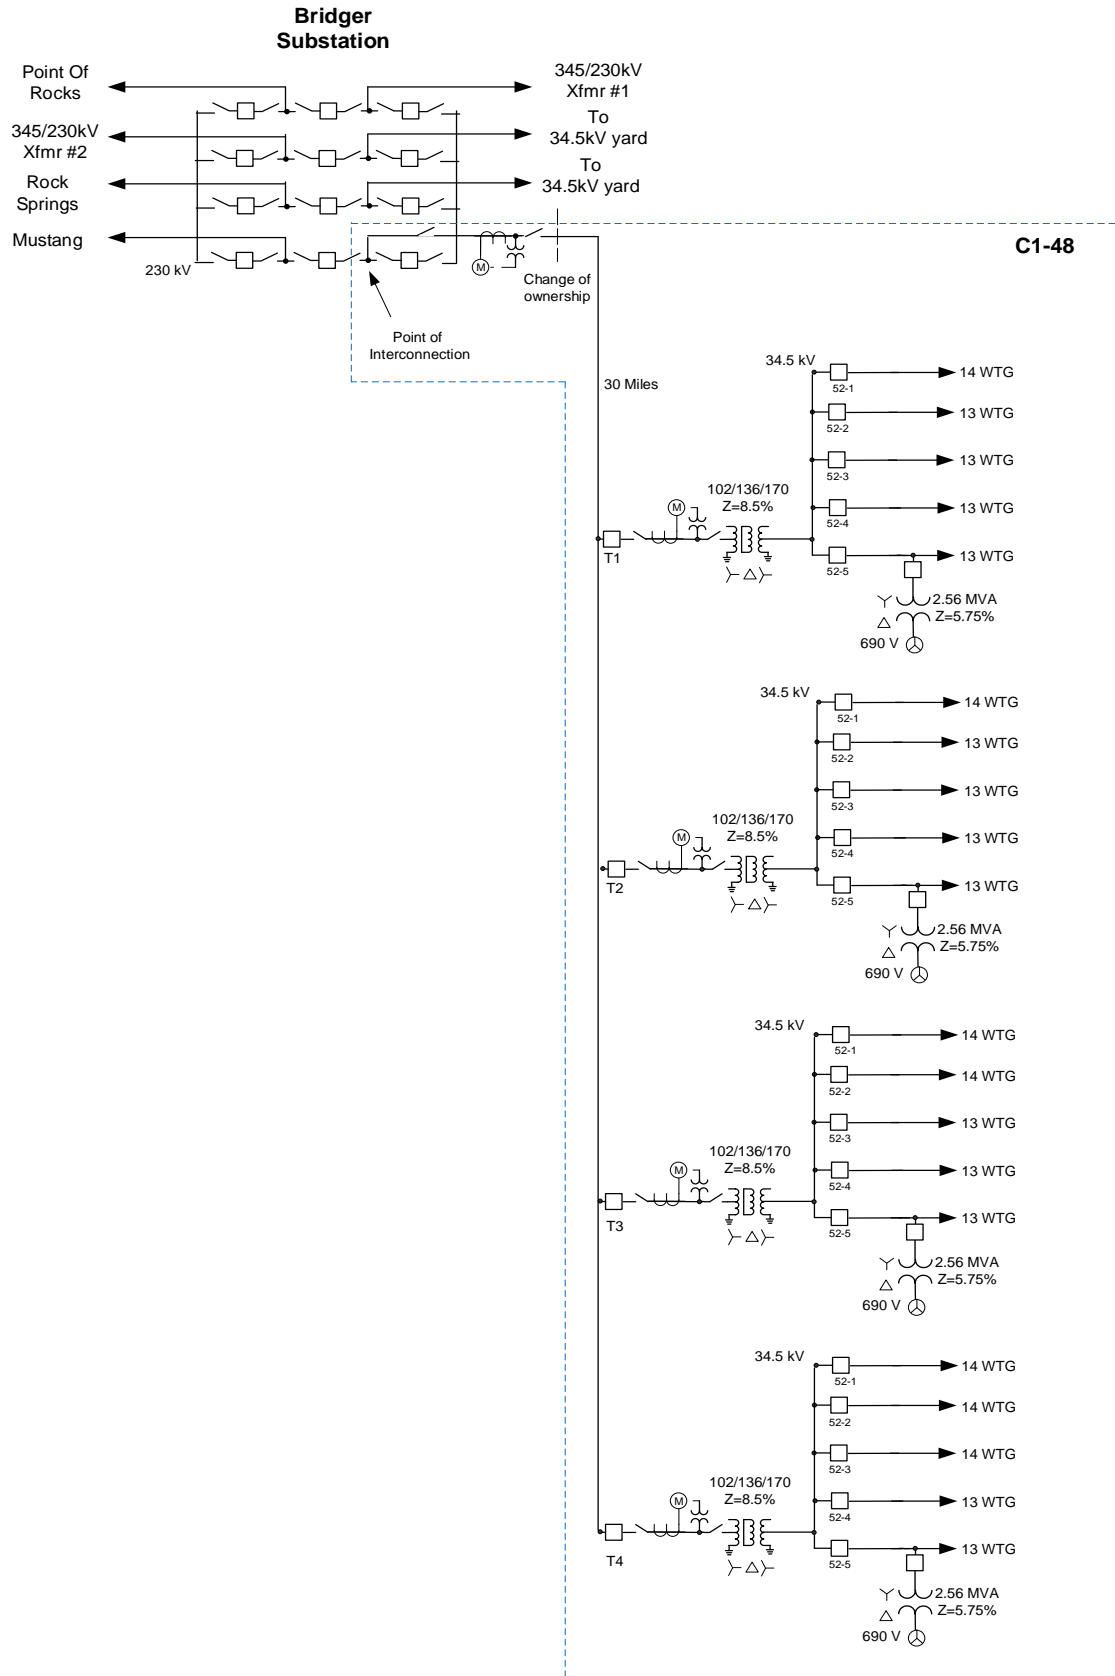 Bridger
Substation
Point Of
Rocks
345/230kV
Xfmr #1
345/230kV
Xfmr #2
To
34.5kV yard
Rock
Springs
To
34.5kV yard
Mustang
230 kV
M
C1-48
Change of
ownership
Point of
Interconnection
30 Miles
34.5 kV
52-1
14 WTG
52-2
13 WTG
52-3
13 WTG
102/136/170
Z=8.5%
M
52-4
13 WTG
T1
52-5
13 WTG
2.56 MVA
Z=5.75%
690 V
34.5 kV
52-1
14 WTG
52-2
13 WTG
52-3
13 WTG
102/136/170
Z=8.5%
M
52-4
13 WTG
T2
52-5
13 WTG
2.56 MVA
Z=5.75%
690 V
34.5 kV
52-1
14 WTG
52-2
14 WTG
52-3
13 WTG
102/136/170
Z=8.5%
M
52-4
13 WTG
T3
52-5
13 WTG
2.56 MVA
Z=5.75%
690 V
34.5 kV
52-1
14 WTG
52-2
14 WTG
52-3
14 WTG
102/136/170
Z=8.5%
M
52-4
13 WTG
T4
52-5
13 WTG
2.56 MVA
Z=5.75%
690 V